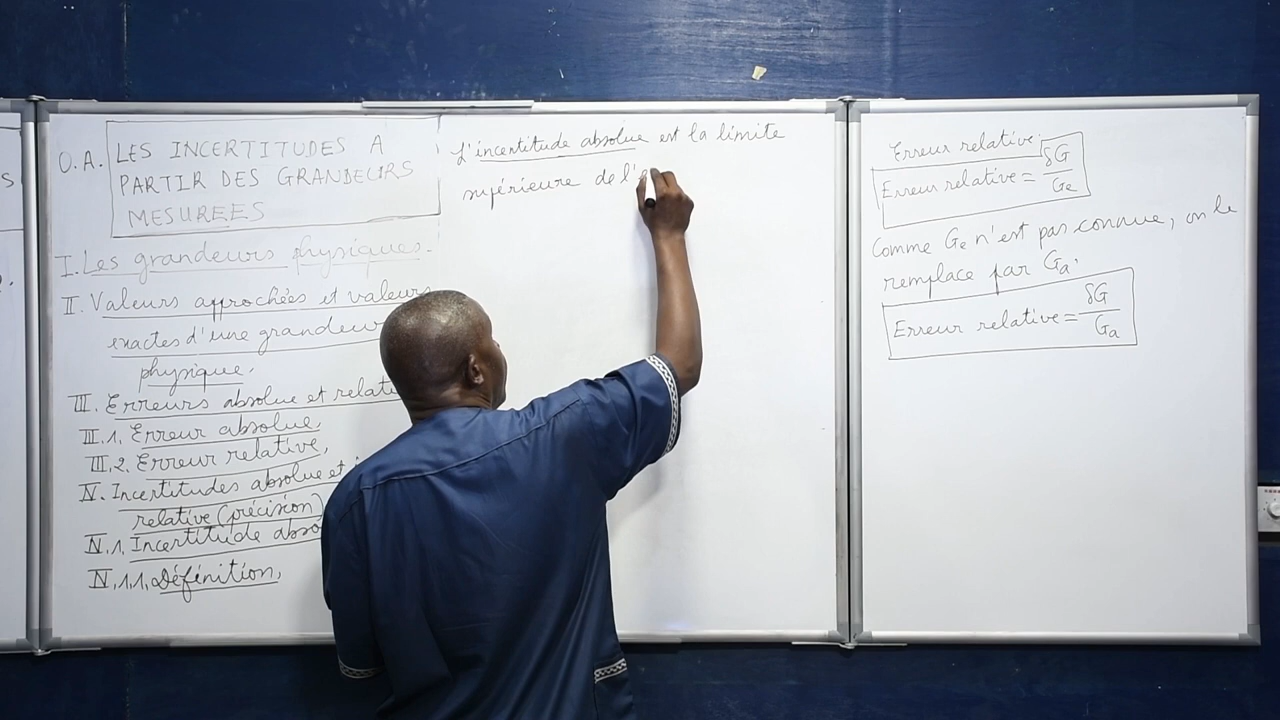 O.A. LES INCERTITUDES A
PARTIR DES GRANDEURS
MESUREES
I. Les grandeurs physiques.
II. Valeurs approchées et valeurs
exactes d'une grandeur
physique.
III. Erreurs absolue et relat
III.1. Erreur absolue.
III.2. Erreur relative.
IV. Incertitudes absolue et
relative (précision)
IV.1. Incertitude abso
IV.1.1. Définition.
L'incertitude absolue est la limite
supérieure de l'
Erreur relative:
Erreur relative = δG/Ge
Comme Ge n'est pas connue, on le
remplace par Ga.
Erreur relative = δG/Ga